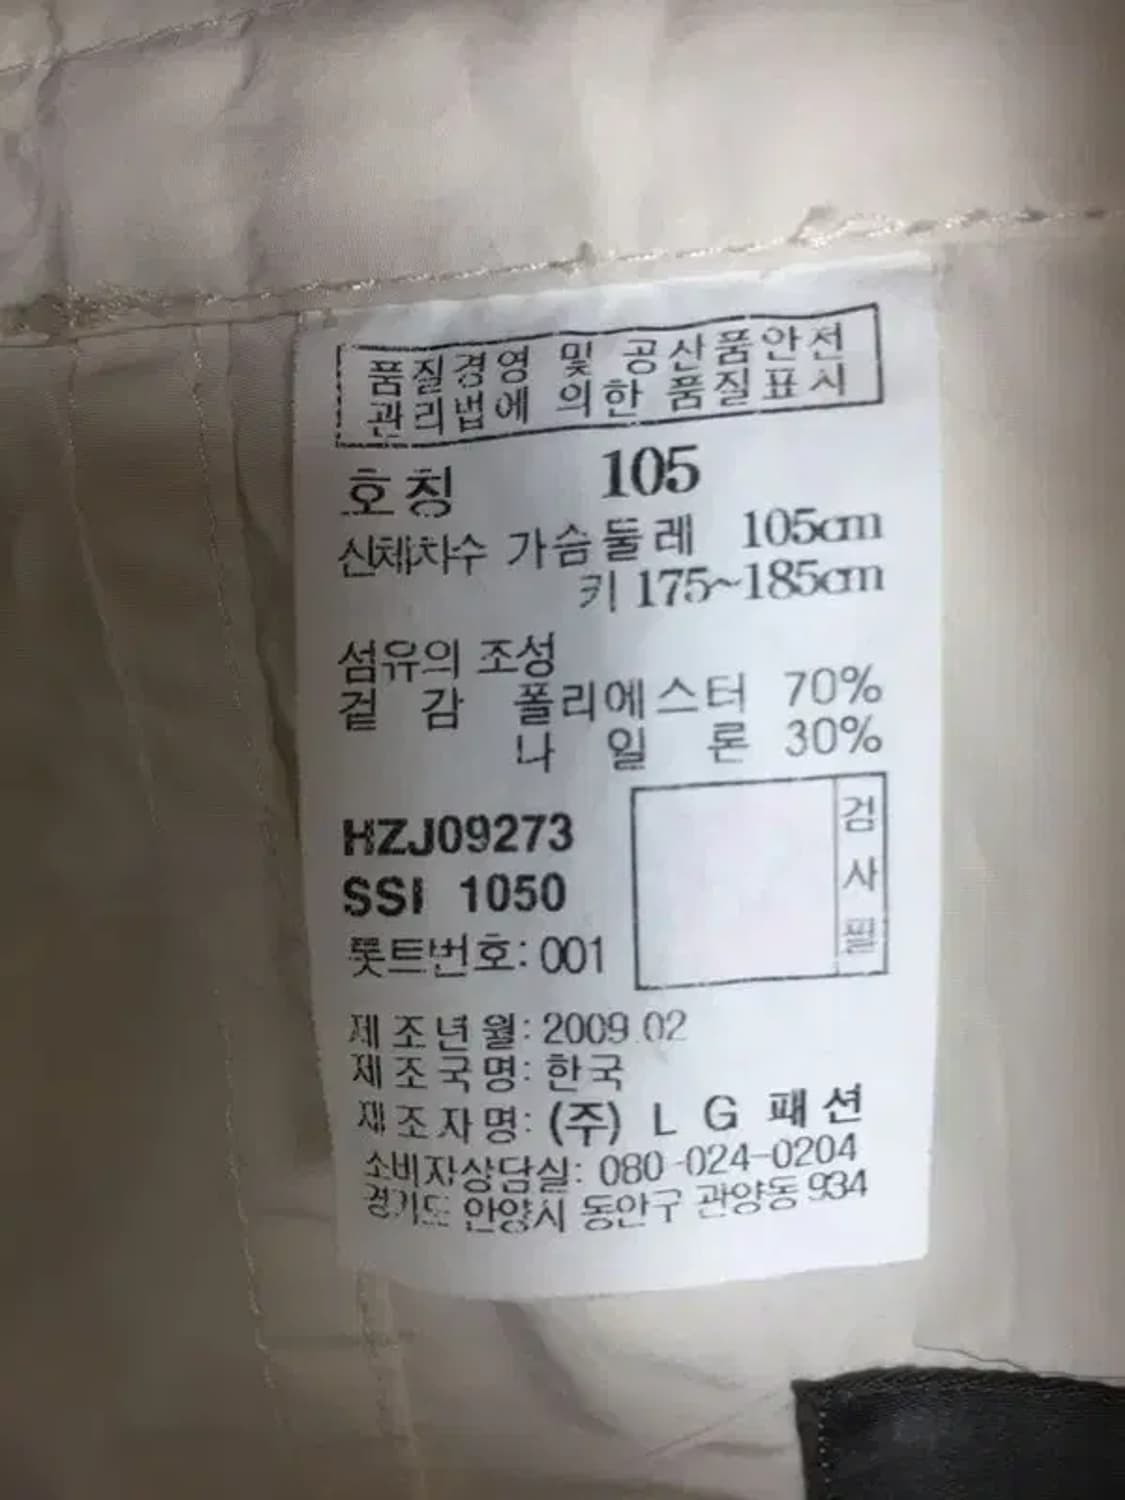 품질경영 및 공산품안전
관리법에 의한 품질표시
호칭 105
신체치수 가슴둘레 105cm
키 175~185cm
섬유의 조성
겉 감 폴리에스터 70%
나 일 론 30%
HZJ09273
SSI 1050
롯트번호: 001
검
사
필
제조년월: 2009.02
제조국명: 한국
제조자명: (주) L G 패션
소비자상담실: 080-024-0204
경기도 안양시 동안구 관양동 934